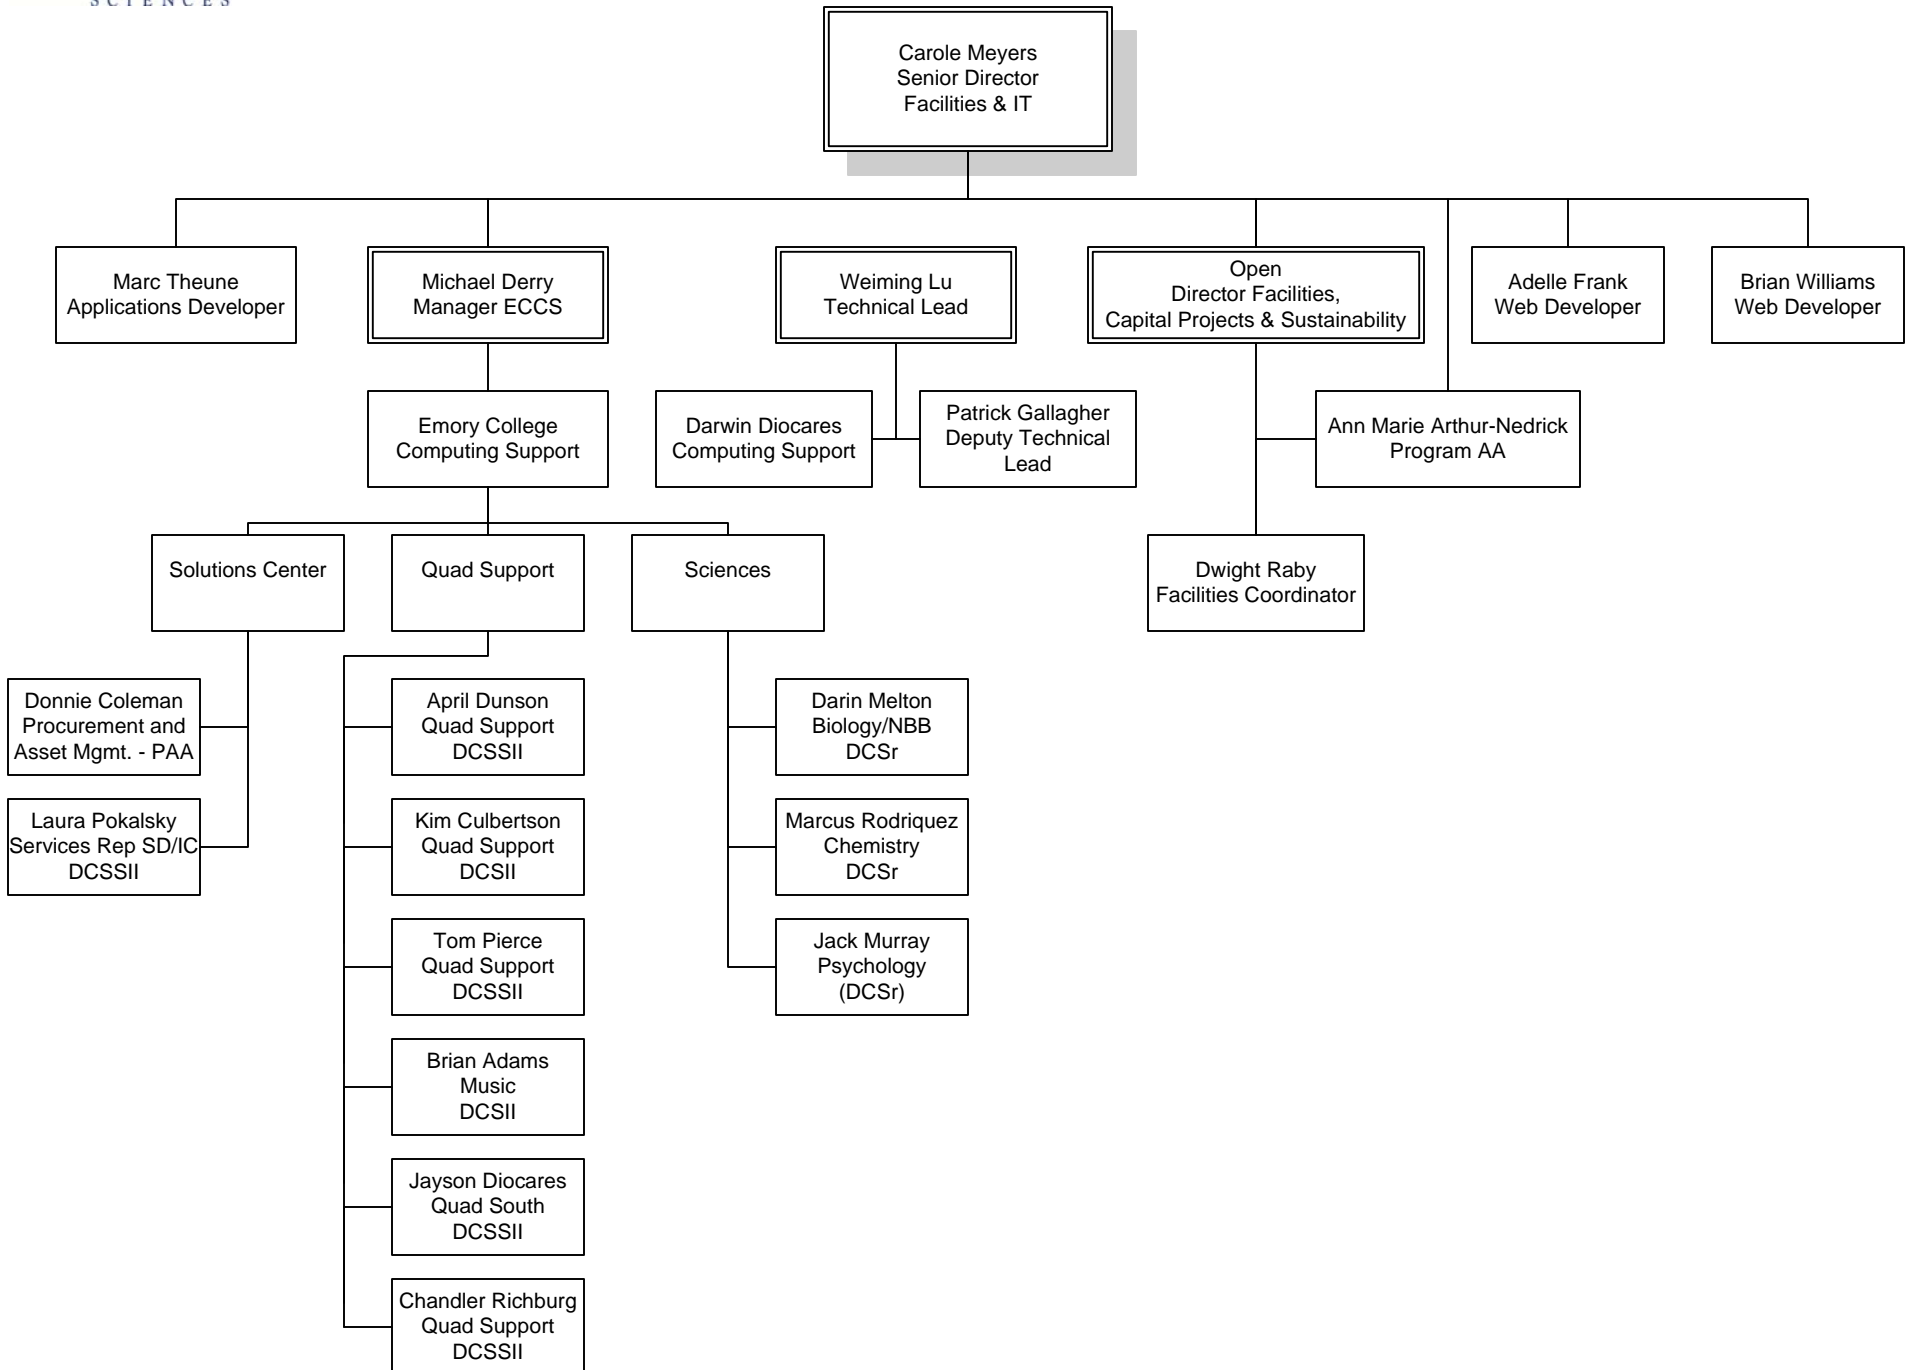 SCIENCES
Carole Meyers
Senior Director
Facilities & IT
Marc Theune
Applications Developer
Michael Derry
Manager ECCS
Weiming Lu
Technical Lead
Open
Director Facilities,
Capital Projects & Sustainability
Adelle Frank
Web Developer
Brian Williams
Web Developer
Emory College
Computing Support
Darwin Diocares
Computing Support
Patrick Gallagher
Deputy Technical
Lead
Ann Marie Arthur-Nedrick
Program AA
Solutions Center
Quad Support
Sciences
Dwight Raby
Facilities Coordinator
Donnie Coleman
Procurement and
Asset Mgmt. - PAA
April Dunson
Quad Support
DCSSII
Darin Melton
Biology/NBB
DCSr
Laura Pokalsky
Services Rep SD/IC
DCSSII
Kim Culbertson
Quad Support
DCSII
Marcus Rodriquez
Chemistry
DCSr
Tom Pierce
Quad Support
DCSSII
Jack Murray
Psychology
(DCSr)
Brian Adams
Music
DCSII
Jayson Diocares
Quad South
DCSSII
Chandler Richburg
Quad Support
DCSSII